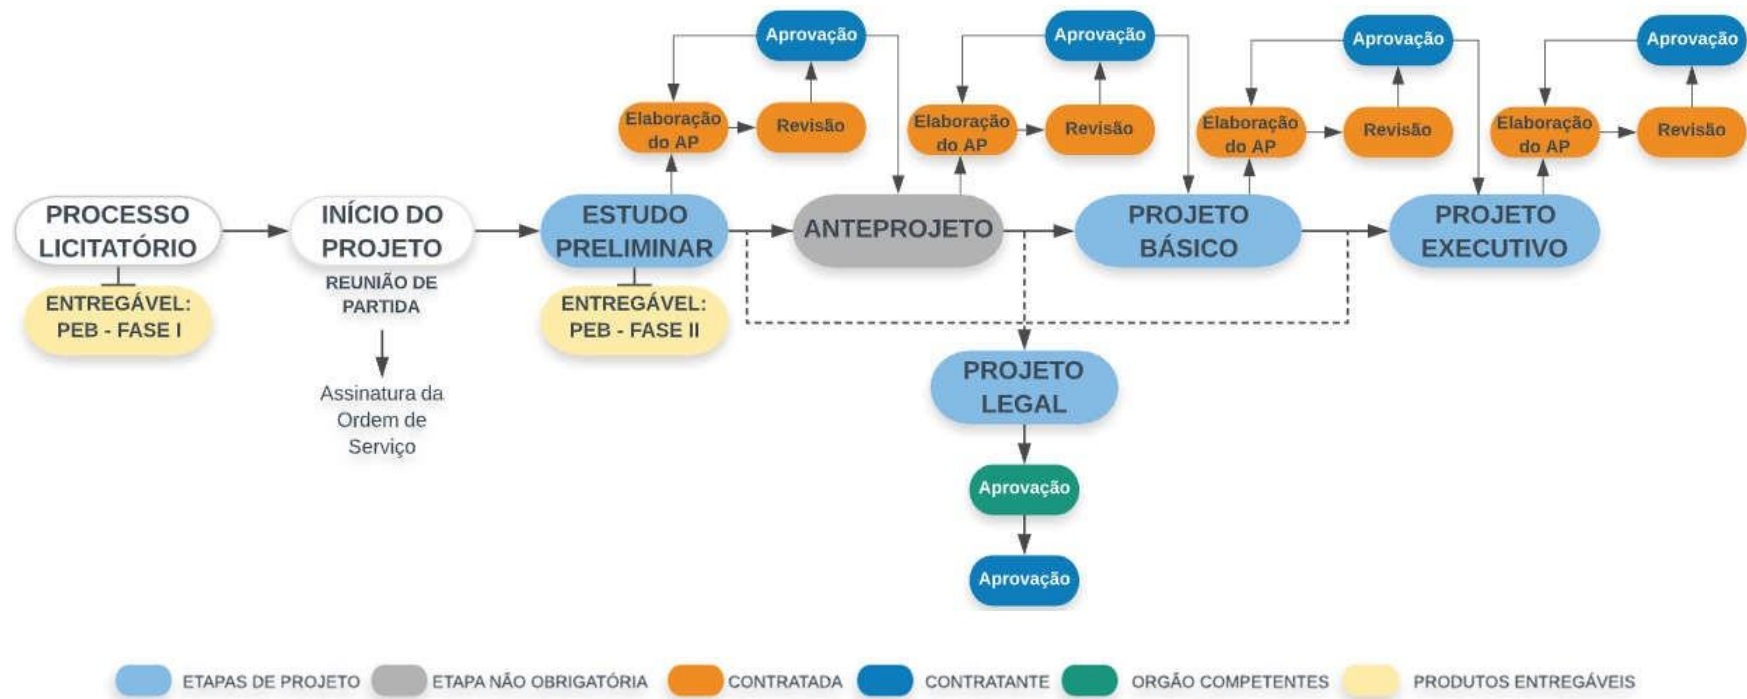 Aprovação
Aprovação
Aprovação
Aprovação
Elaboração
do AP
Revisão
Elaboração
do AP
Revisão
Elaboração
do AP
Revisão
Elaboração
do AP
Revisão
PROCESSO
LICITATÓRIO
INÍCIO DO
PROJETO
ESTUDO
PRELIMINAR
ANTEPROJETO
PROJETO
BÁSICO
PROJETO
EXECUTIVO
ENTREGÁVEL:
PEB - FASE I
REUNIÃO DE
PARTIDA
ENTREGÁVEL:
PEB - FASE II
Assinatura da
Ordem de
Serviço
PROJETO
LEGAL
Aprovação
Aprovação
ETAPAS DE PROJETO
ETAPA NÃO OBRIGATÓRIA
CONTRATADA
CONTRATANTE
ORGÃO COMPETENTES
PRODUTOS ENTREGÁVEIS